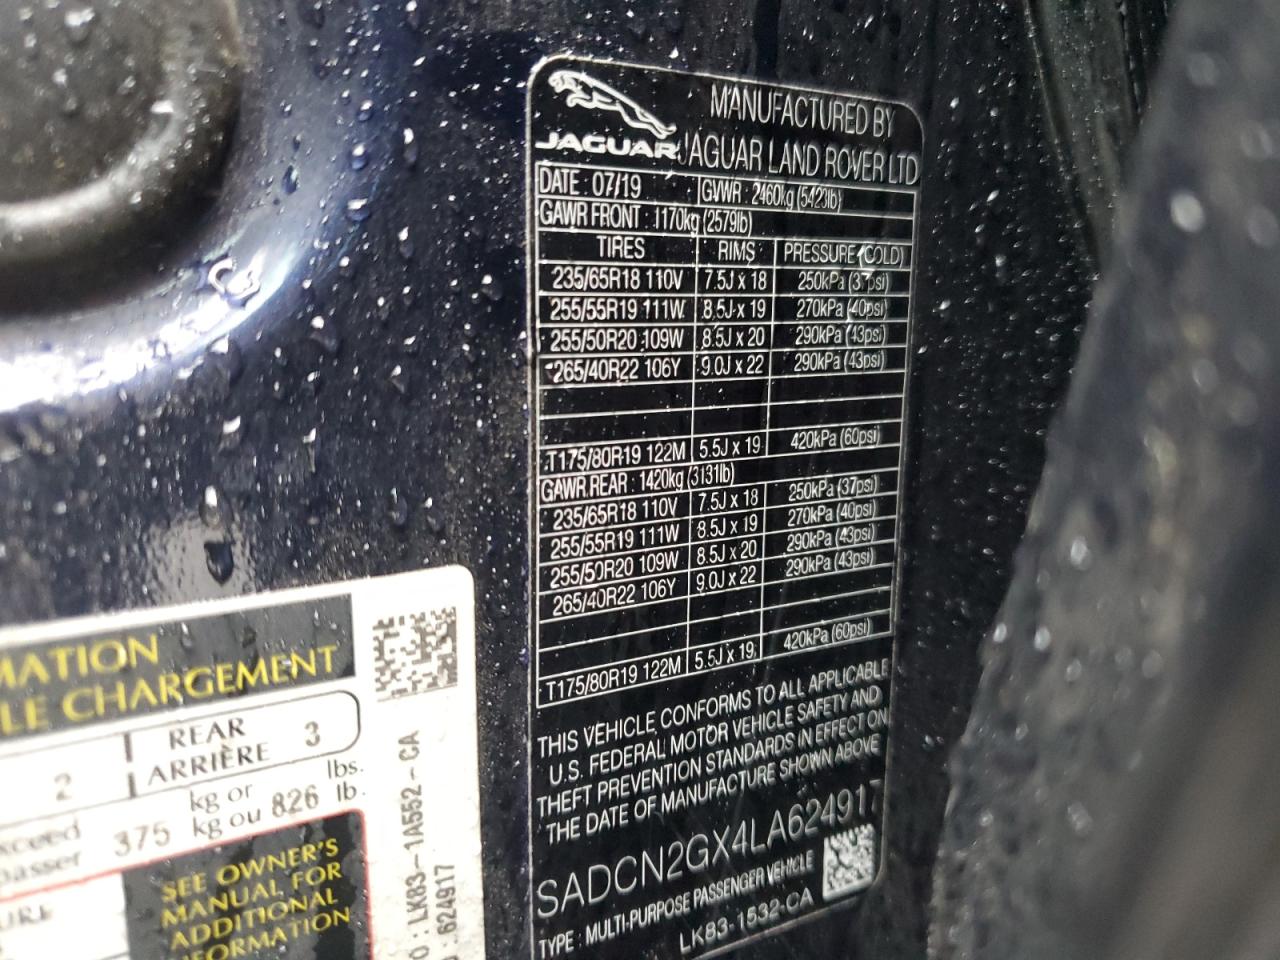 JAGUAR
MANUFACTURED BY
JAGUAR LAND ROVER LTD
DATE : 07/19 GVWR : 2460kg (5423lb)
GAWR FRONT : 1170kg (2579lb)
TIRES RIMS PRESSURE (COLD)
235/65R18 110V 7.5J x 18 250kPa (37psi)
255/55R19 111W 8.5J x 19 270kPa (40psi)
255/50R20 109W 8.5J x 20 290kPa (43psi)
265/40R22 106Y 9.0J x 22 290kPa (43psi)
T175/80R19 122M 5.5J x 19 420kPa (60psi)
GAWR REAR : 1420kg (3131lb)
235/65R18 110V 7.5J x 18 250kPa (37psi)
255/55R19 111W 8.5J x 19 270kPa (40psi)
255/50R20 109W 8.5J x 20 290kPa (43psi)
265/40R22 106Y 9.0J x 22 290kPa (43psi)
T175/80R19 122M 5.5J x 19 420kPa (60psi)
THIS VEHICLE CONFORMS TO ALL APPLICABLE
U.S. FEDERAL MOTOR VEHICLE SAFETY AND
THEFT PREVENTION STANDARDS IN EFFECT ON
THE DATE OF MANUFACTURE SHOWN ABOVE
SADCN2GX4LA624917
TYPE : MULTI-PURPOSE PASSENGER VEHICLE
LK83-1532-CA
MATION
LE CHARGEMENT
2 REAR 3
ARRIÈRE
xceed 375 kg or 826 lbs.
passer kg ou lb.
URE
SEE OWNER'S
MANUAL FOR
ADDITIONAL
INFORMATION
: LK83-1A552-CA
: 624917